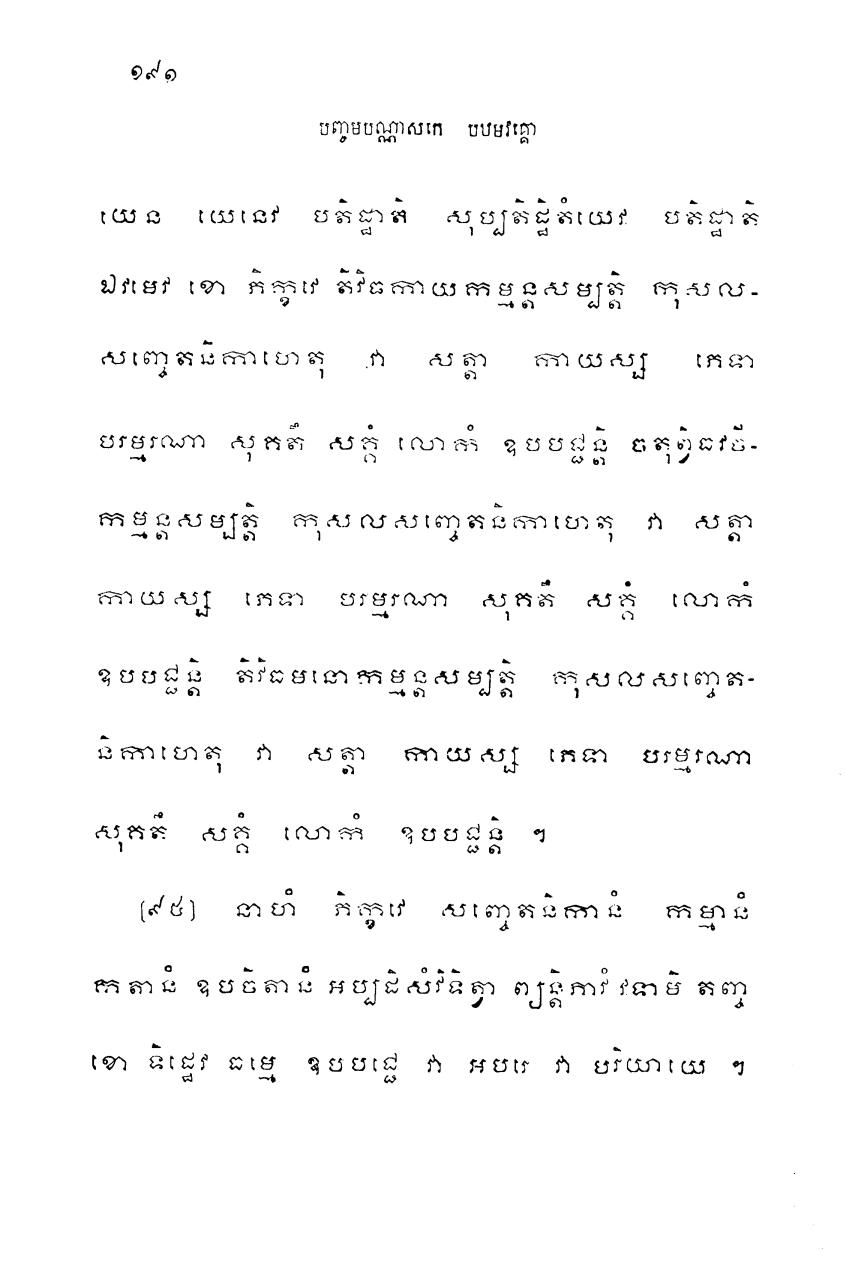 ១៩១
បញ្ចមបណ្ណាសកេ បឋមវគ្គោ
យេន យេនេវ បតិដ្ឋាតិ សុប្បតិដ្ឋិតំយេវ បតិដ្ឋាតិ
ឯវមេវ ខោ ភិក្ខវេ តិវិធកាយកម្មន្តសម្បត្តិ កុសល-
សញ្ចេតនិកាហេតុ វា សត្តា កាយស្ស ភេទា
បរម្មរណា សុគតឹ សគ្គំ លោកំ ឧបបជ្ជន្តិ ចតុព្វិធវចី-
កម្មន្តសម្បត្តិ កុសលសញ្ចេតនិកាហេតុ វា សត្តា
កាយស្ស ភេទា បរម្មរណា សុគតឹ សគ្គំ លោកំ
ឧបបជ្ជន្តិ តិវិធមនោកម្មន្តសម្បត្តិ កុសលសញ្ចេត-
និកាហេតុ វា សត្តា កាយស្ស ភេទា បរម្មរណា
សុគតឹ សគ្គំ លោកំ ឧបបជ្ជន្តិ ។
[៩៥] នាហំ ភិក្ខវេ សញ្ចេតនិកានំ កម្មានំ
កតានំ ឧបចិតានំ អប្បដិសំវិទិត្វា ព្យន្តិភាវំ វទាមិ តញ្ច
ខោ ទិដ្ឋេវ ធម្មេ ឧបបជ្ជេ វា អបរេ វា បរិយាយេ ។